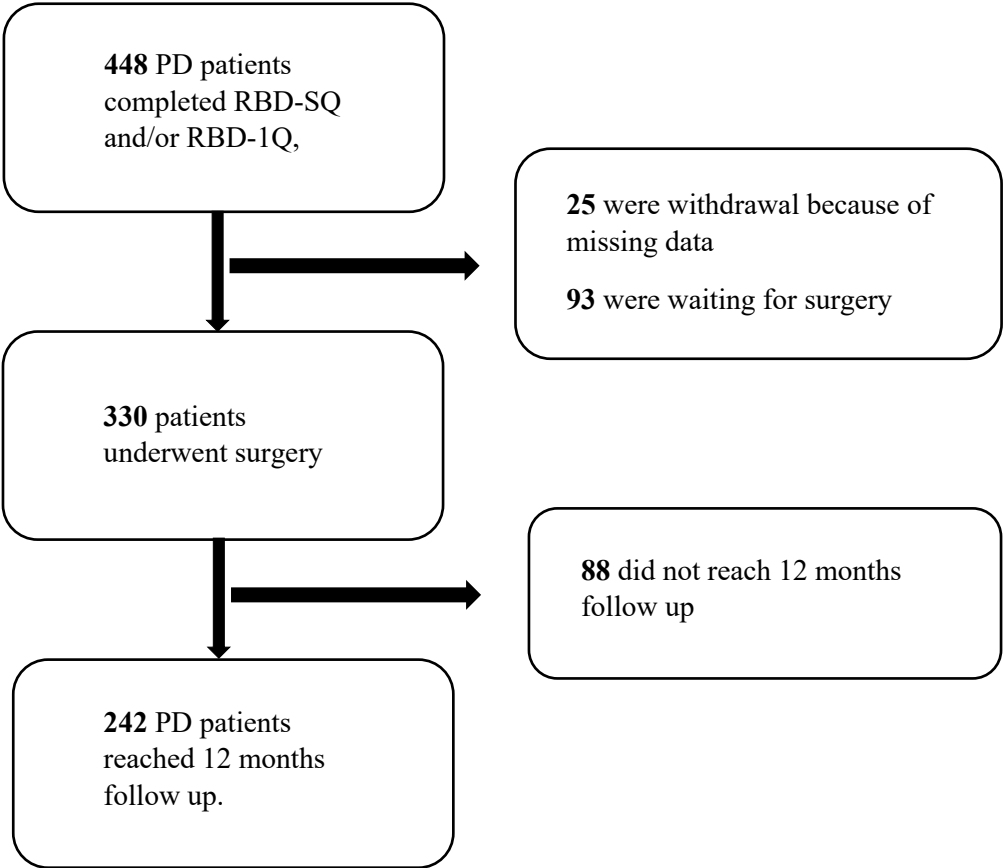 448 PD patients
completed RBD-SQ
and/or RBD-1Q,
25 were withdrawal because of
missing data
93 were waiting for surgery
330 patients
underwent surgery
88 did not reach 12 months
follow up
242 PD patients
reached 12 months
follow up.